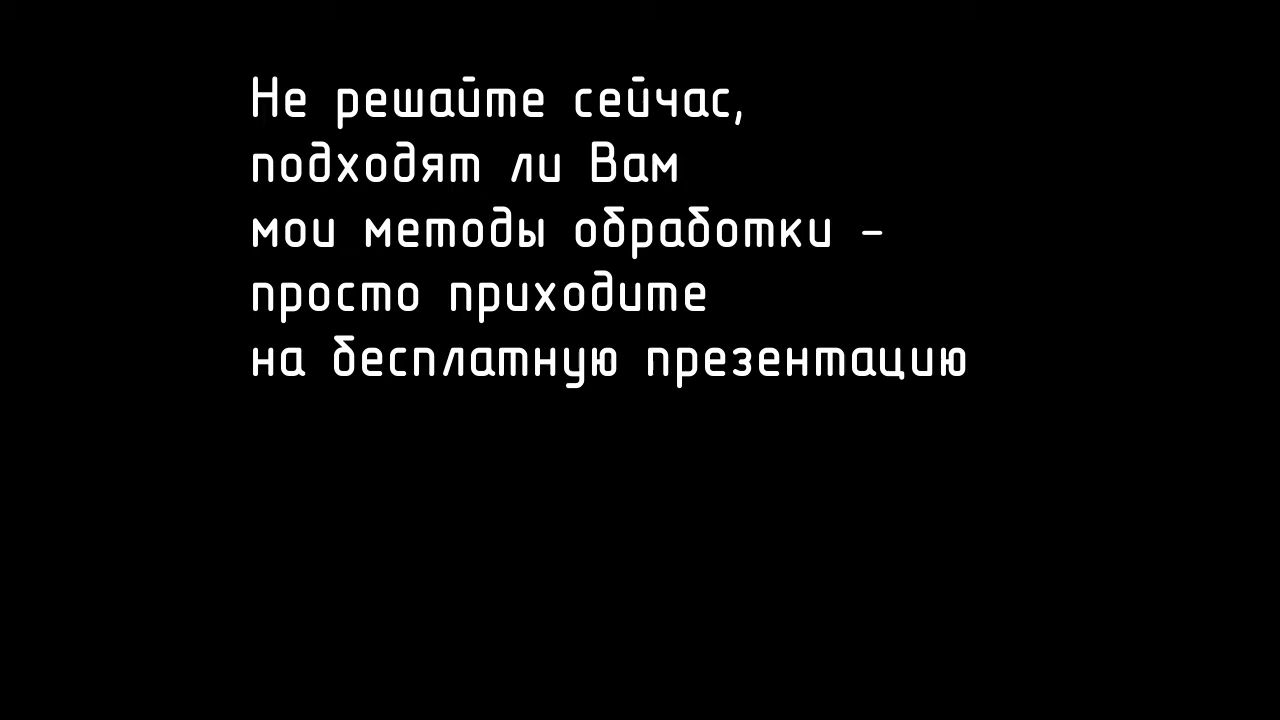 Не решайте сейчас,
подходят ли Вам
мои методы обработки -
просто приходите
на бесплатную презентацию